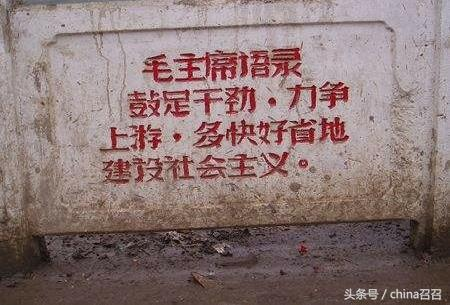 毛主席语录
鼓足干劲·力争
上游·多快好省地
建设社会主义。
头条号/china召召